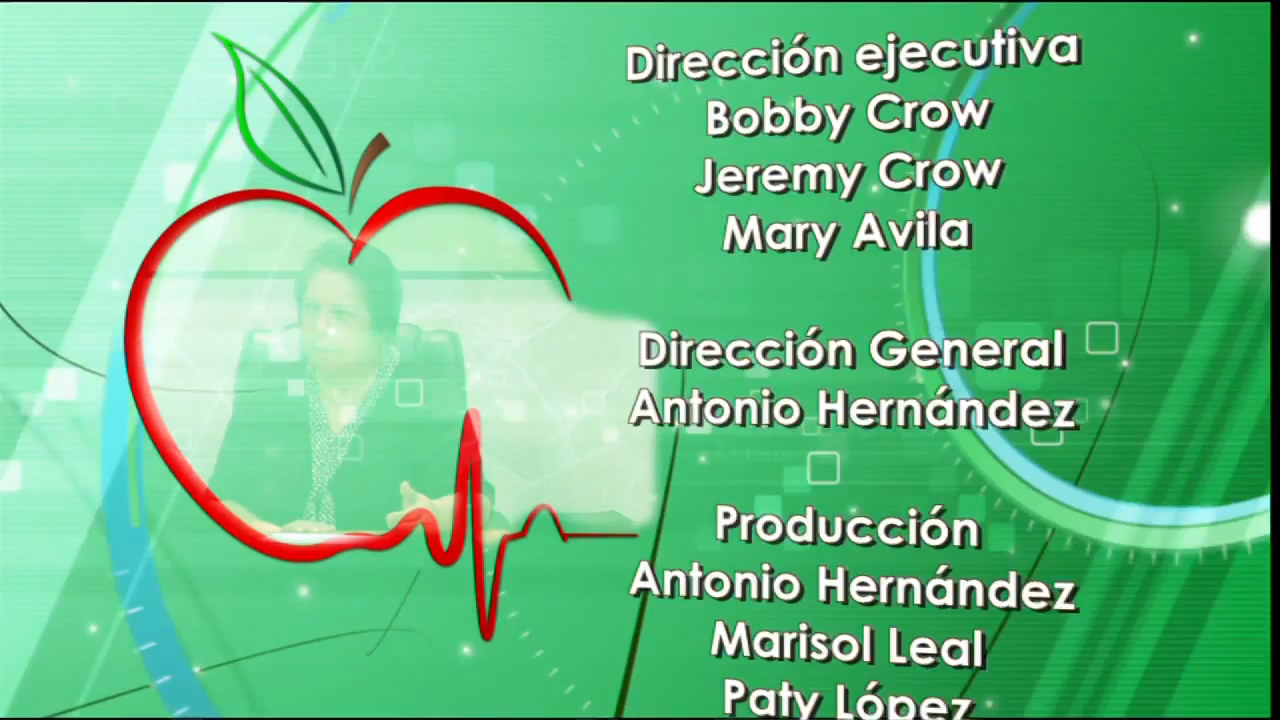 Dirección ejecutiva
Bobby Crow
Jeremy Crow
Mary Avila
Dirección General
Antonio Hernández
Producción
Antonio Hernández
Marisol Leal
Paty López